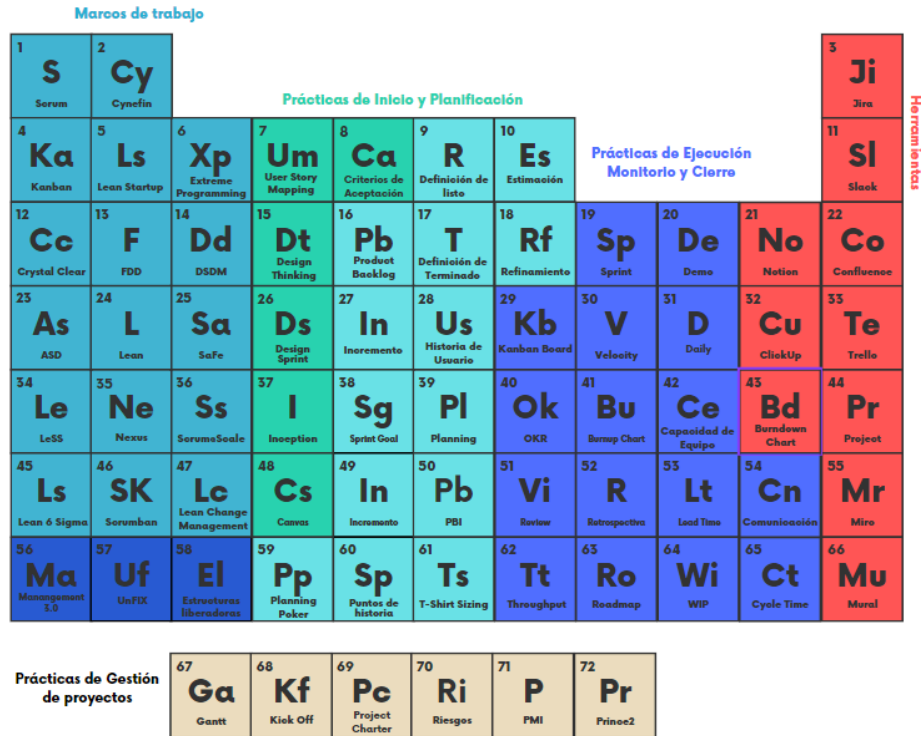 Marcos de trabajo
1
S
Scrum
2
Cy
Cynefin
3
Ji
Jira
Prácticas de Inicio y Planificación
Herramientas
4
Ka
Kanban
5
Ls
Lean Startup
6
Xp
Extreme
Programming
7
Um
User Story
Mapping
8
Ca
Criterios de
Aceptación
9
R
Definición de
listo
10
Es
Estimación
Prácticas de Ejecución
Monitorio y Cierre
11
Sl
Slack
12
Cc
Crystal Clear
13
F
FDD
14
Dd
DSDM
15
Dt
Design
Thinking
16
Pb
Product
Backlog
17
T
Definición de
Terminado
18
Rf
Refinamiento
19
Sp
Sprint
20
De
Demo
21
No
Notion
22
Co
Confluence
23
As
ASD
24
L
Lean
25
Sa
SaFe
26
Ds
Design
Sprint
27
In
Incremento
28
Us
Historia de
Usuario
29
Kb
Kanban Board
30
V
Velocity
31
D
Daily
32
Cu
ClickUp
33
Te
Trello
34
Le
LeSS
35
Ne
Nexus
36
Ss
ScrumoScale
37
I
Inception
38
Sg
Sprint Goal
39
Pl
Planning
40
Ok
OKR
41
Bu
Burnup Chart
42
Ce
Capacidad de
Equipo
43
Bd
Burndown
Chart
44
Pr
Project
45
Ls
Lean 6 Sigma
46
SK
Scrumban
47
Lc
Lean Change
Management
48
Cs
Canvas
49
In
Incremento
50
Pb
PBI
51
Vi
Review
52
R
Retrospectiva
53
Lt
Lead Time
54
Cn
Comunicación
55
Mr
Miro
56
Ma
Manangement
3.0
57
Uf
UnFIX
58
El
Estructuras
liberadoras
59
Pp
Planning
Poker
60
Sp
Puntos de
historia
61
Ts
T-Shirt Sizing
62
Tt
Throughput
63
Ro
Roadmap
64
Wi
WIP
65
Ct
Cycle Time
66
Mu
Mural
Prácticas de Gestión
de proyectos
67
Ga
Gantt
68
Kf
Kick Off
69
Pc
Project
Charter
70
Ri
Riesgos
71
P
PMI
72
Pr
Prince2